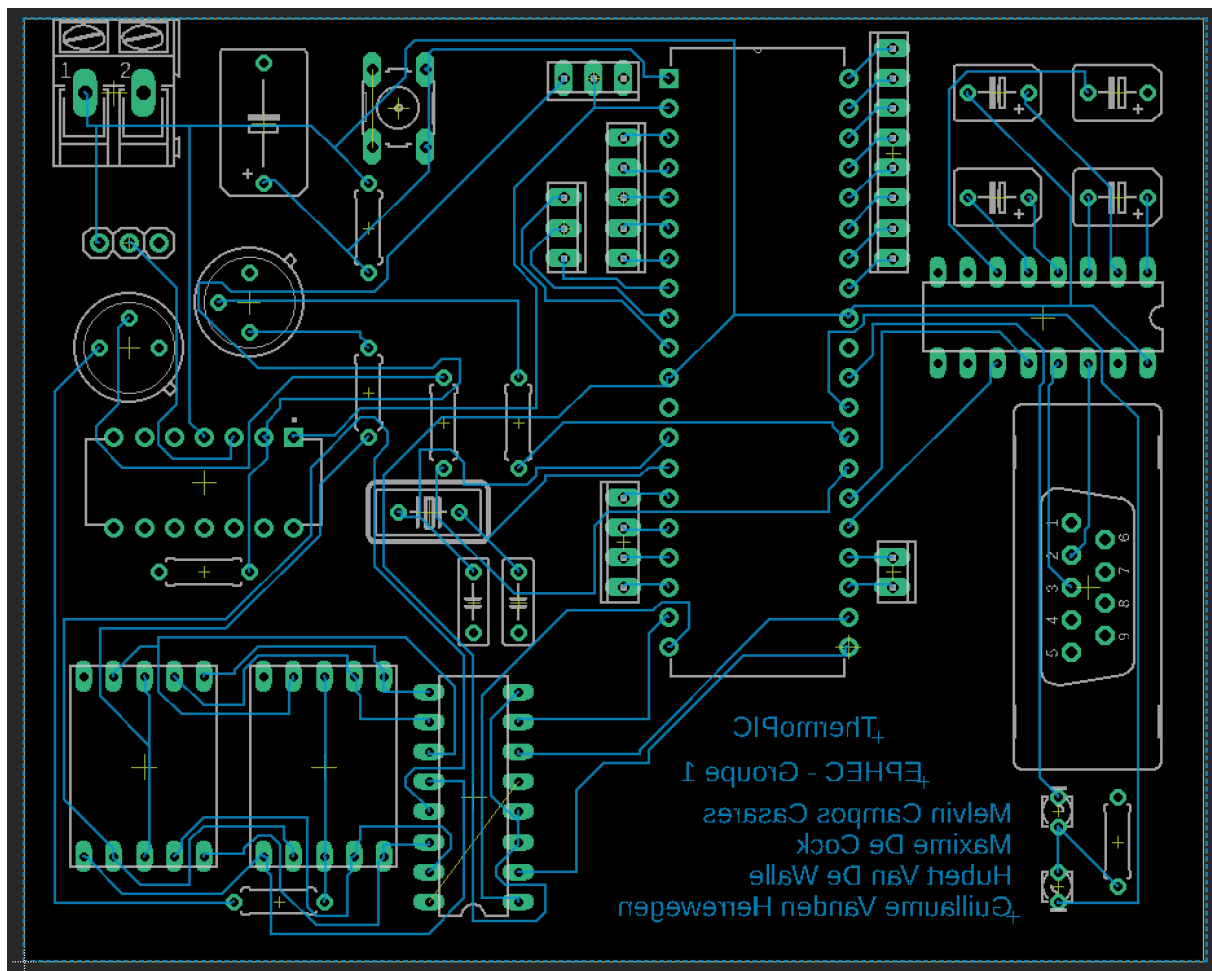 1 2
1
2
3
4
5
6
7
8
9
ThermoPIC
EPHEC - Groupe 1
Melvin Campos Casares
Maxime De Cock
Hubert Van De Walle
Guillaume Vanden Herrewegen